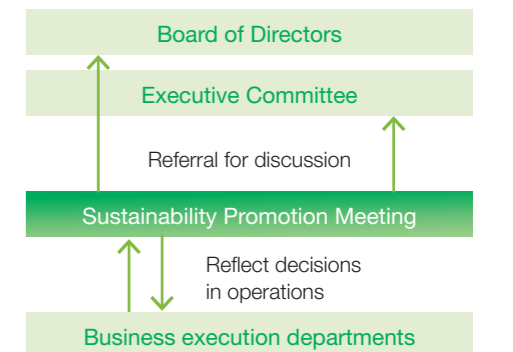 Board of Directors
Executive Committee
Referral for discussion
Sustainability Promotion Meeting
Reflect decisions
in operations
Business execution departments